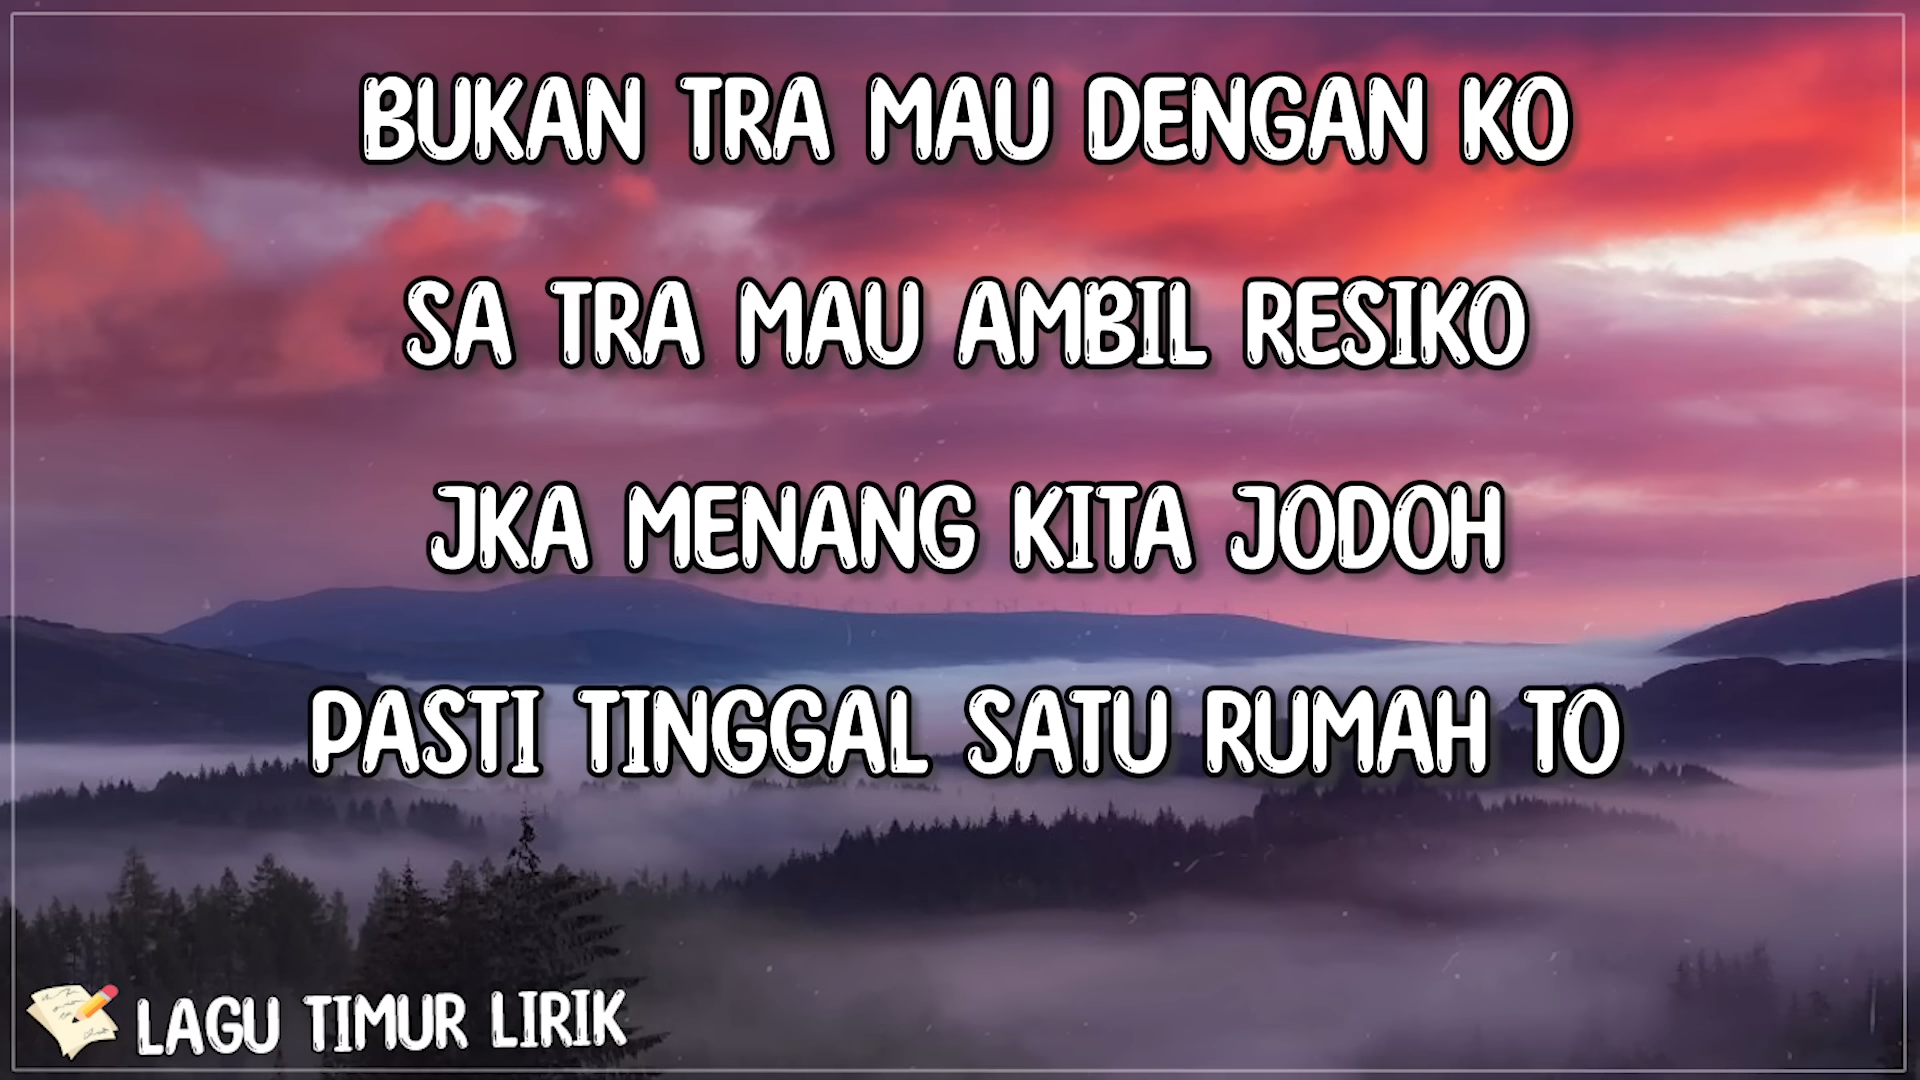 BUKAN TRA MAU DENGAN KO
SA TRA MAU AMBIL RESIKO
JKA MENANG KITA JODOH
PASTI TINGGAL SATU RUMAH TO
LAGU TIMUR LIRIK